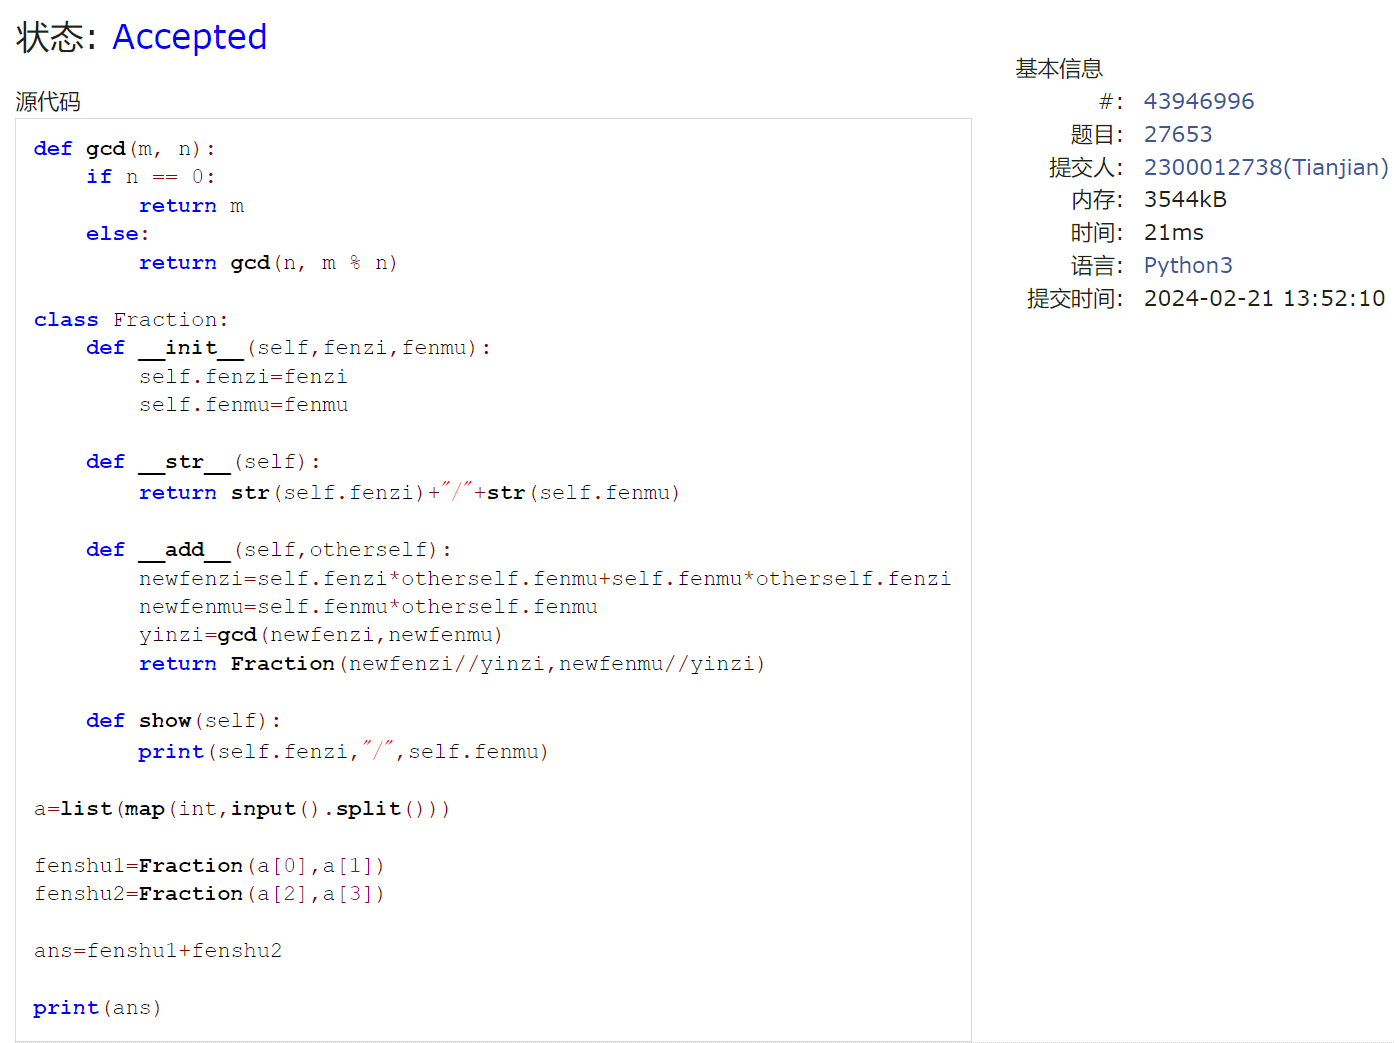 状态: Accepted
源代码
def gcd(m, n):
    if n == 0:
        return m
    else:
        return gcd(n, m % n)
class Fraction:
    def __init__(self,fenzi,fenmu):
        self.fenzi=fenzi
        self.fenmu=fenmu
    def __str__(self):
        return str(self.fenzi)+"/"+str(self.fenmu)
    def __add__(self,otherself):
        newfenzi=self.fenzi*otherself.fenmu+self.fenmu*otherself.fenzi
        newfenmu=self.fenmu*otherself.fenmu
        yinzi=gcd(newfenzi,newfenmu)
        return Fraction(newfenzi//yinzi,newfenmu//yinzi)
    def show(self):
        print(self.fenzi,"/",self.fenmu)
a=list(map(int,input().split()))
fenshu1=Fraction(a[0],a[1])
fenshu2=Fraction(a[2],a[3])
ans=fenshu1+fenshu2
print(ans)
基本信息
#: 43946996
题目: 27653
提交人: 2300012738(Tianjian)
内存: 3544kB
时间: 21ms
语言: Python3
提交时间: 2024-02-21 13:52:10